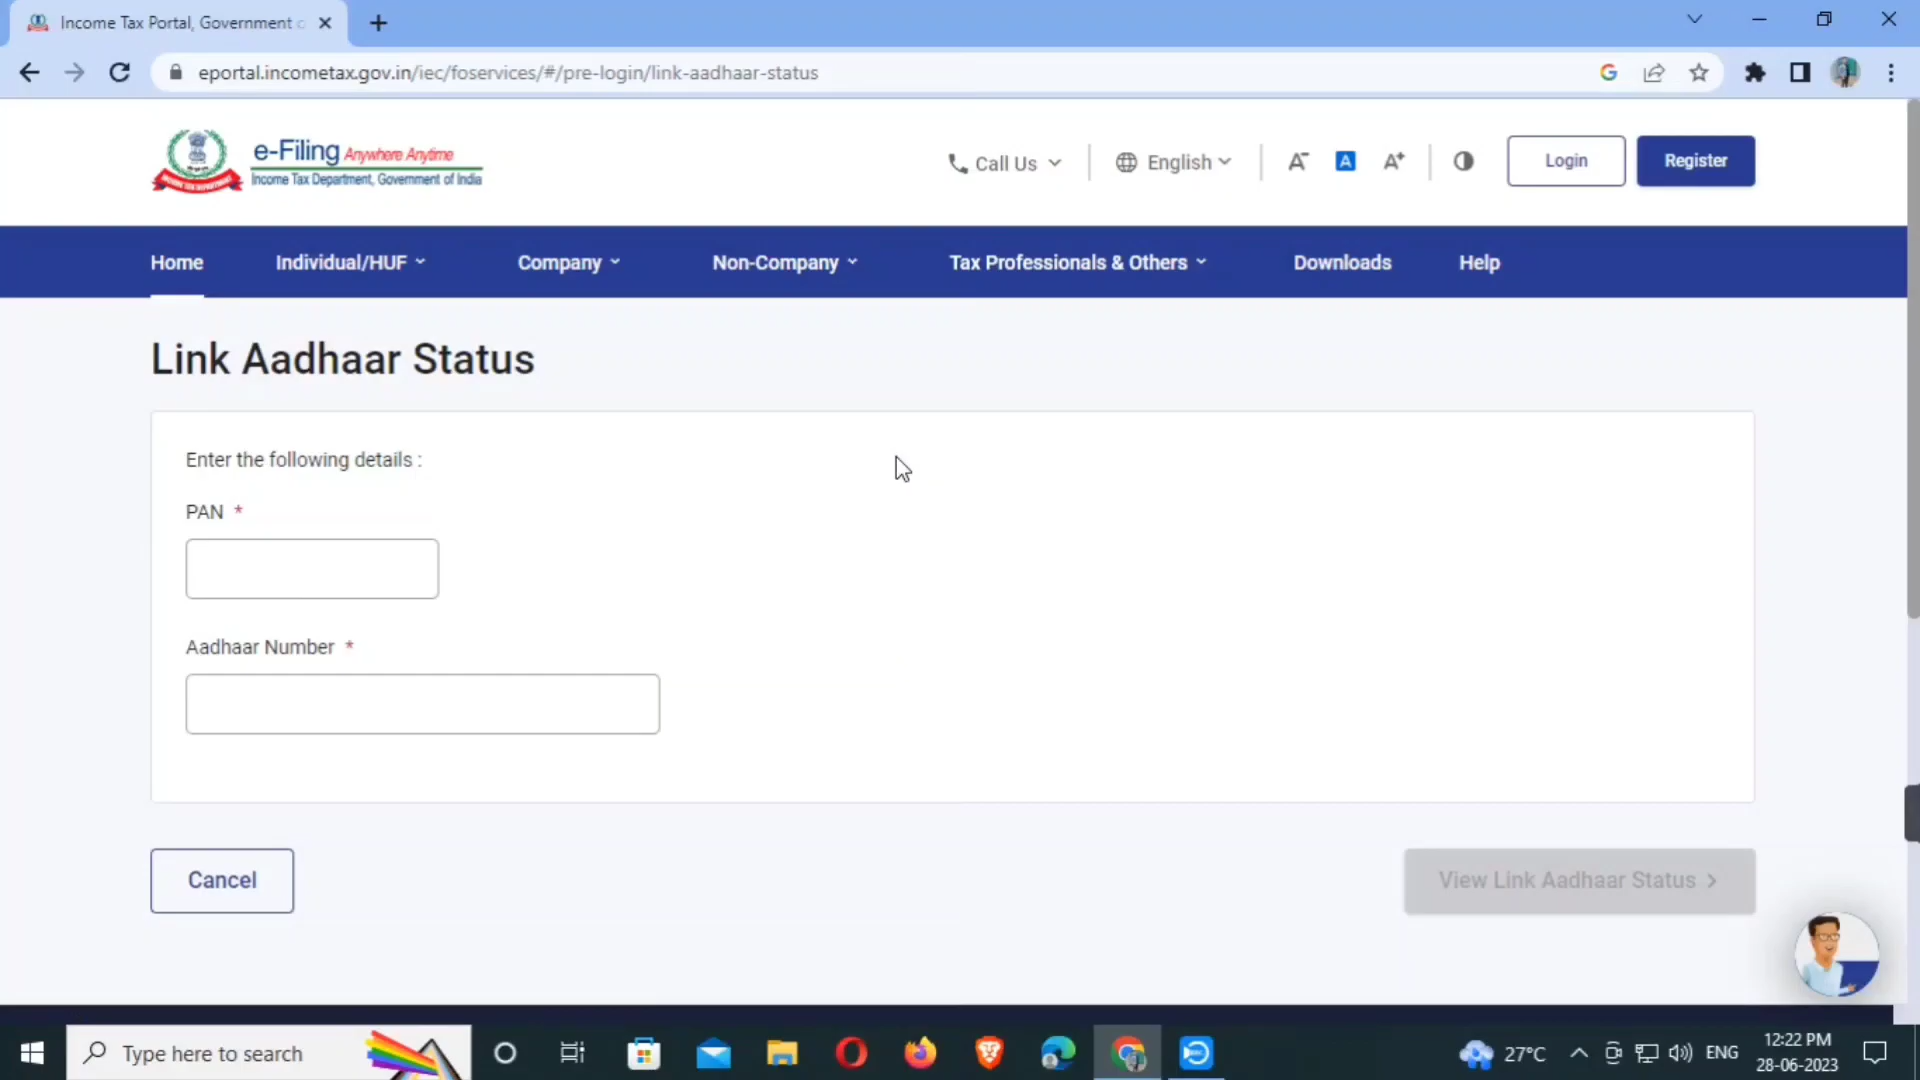 Income Tax Portal, Government o
eportal.incometax.gov.in/iec/foservices/#/pre-login/link-aadhaar-status
e-Filing Anywhere Anytime
Income Tax Department, Government of India
INCOME TAX DEPARTMENT
Call Us
English
A-
A
A+
Login
Register
Home
Individual/HUF
Company
Non-Company
Tax Professionals & Others
Downloads
Help
Link Aadhaar Status
Enter the following details :
PAN *
Aadhaar Number *
Cancel
View Link Aadhaar Status >
Type here to search
27°C
ENG
12:22 PM
28-06-2023